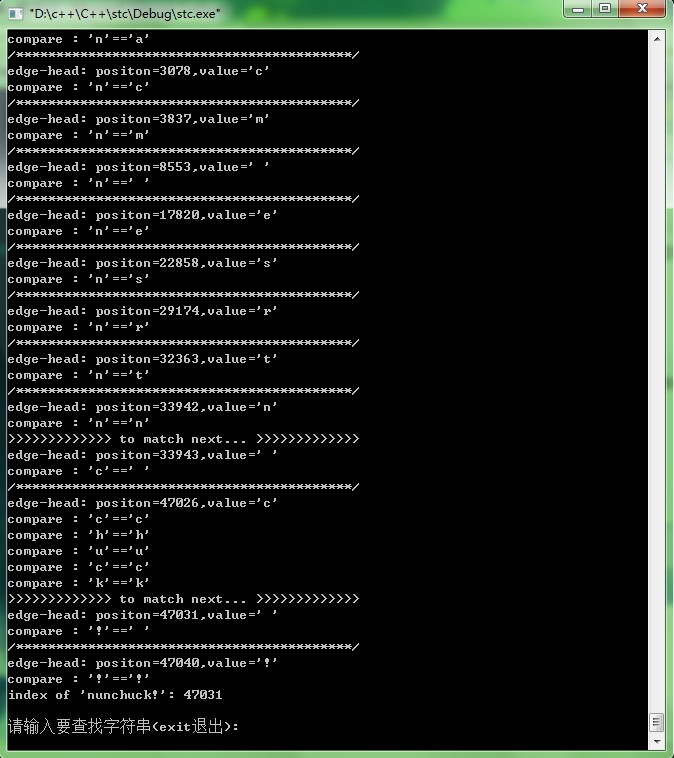 "D:\c++\C++\stc\Debug\stc.exe"
compare : 'n'=='a'
/******************************************/
edge-head: positon=3078,value='c'
compare : 'n'=='c'
/******************************************/
edge-head: positon=3837,value='m'
compare : 'n'=='m'
/******************************************/
edge-head: positon=8553,value=' '
compare : 'n'==' '
/******************************************/
edge-head: positon=17820,value='e'
compare : 'n'=='e'
/******************************************/
edge-head: positon=22858,value='s'
compare : 'n'=='s'
/******************************************/
edge-head: positon=29174,value='r'
compare : 'n'=='r'
/******************************************/
edge-head: positon=32363,value='t'
compare : 'n'=='t'
/******************************************/
edge-head: positon=33942,value='n'
compare : 'n'=='n'
>>>>>>>>>>>>> to match next... >>>>>>>>>>>>>
edge-head: positon=33943,value=' '
compare : 'c'==' '
/******************************************/
edge-head: positon=47026,value='c'
compare : 'c'=='c'
compare : 'h'=='h'
compare : 'u'=='u'
compare : 'c'=='c'
compare : 'k'=='k'
>>>>>>>>>>>>> to match next... >>>>>>>>>>>>>
edge-head: positon=47031,value=' '
compare : '!'==' '
/******************************************/
edge-head: positon=47040,value='!'
compare : '!'=='!'
index of 'nunchuck!': 47031
请输入要查找字符串(exit退出):